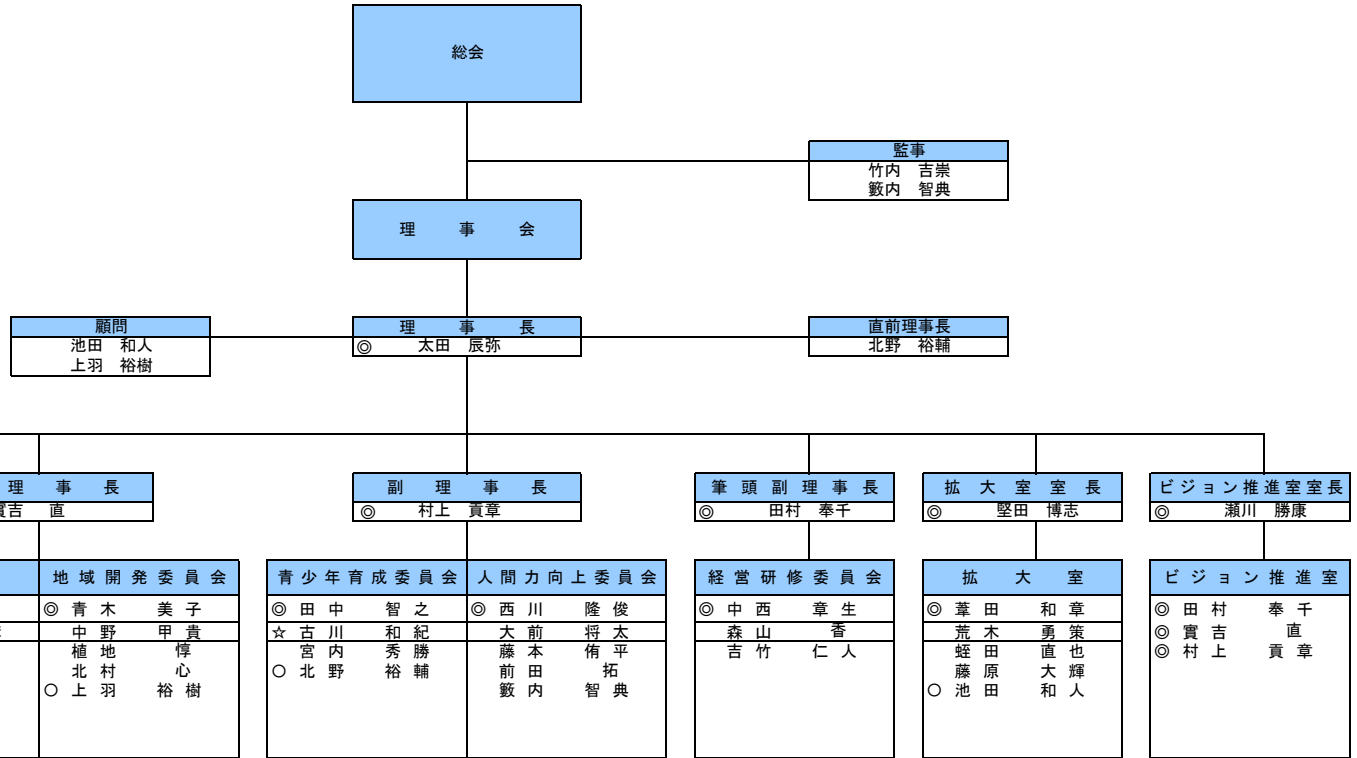 総会
監事
竹内 吉崇
籔内 智典
理 事 会
顧問
池田 和人
上羽 裕樹
理 事 長
◎ 太田 辰弥
直前理事長
北野 裕輔
理 事 長
吉 直
副 理 事 長
◎ 村上 貢章
筆 頭 副 理 事 長
◎ 田村 奉千
拡 大 室 室 長
◎ 堅田 博志
ビジョン推進室室長
◎ 瀬川 勝康
地 域 開 発 委 員 会
◎ 青 木 美 子
中 野 甲 貴
植 地 惇
北 村 心
○ 上 羽 裕 樹
青 少 年 育 成 委 員 会
◎ 田 中 智 之
☆ 古 川 和 紀
宮 内 秀 勝
○ 北 野 裕 輔
人 間 力 向 上 委 員 会
◎ 西 川 隆 俊
大 前 将 太
藤 本 侑 平
前 田 拓
籔 内 智 典
経 営 研 修 委 員 会
◎ 中 西 章 生
森 山 香
吉 竹 仁 人
拡 大 室
◎ 葦 田 和 章
荒 木 勇 策
蛭 田 直 也
藤 原 大 輝
○ 池 田 和 人
ビ ジ ョ ン 推 進 室
◎ 田 村 奉 千
◎ 實 吉 直
◎ 村 上 貢 章